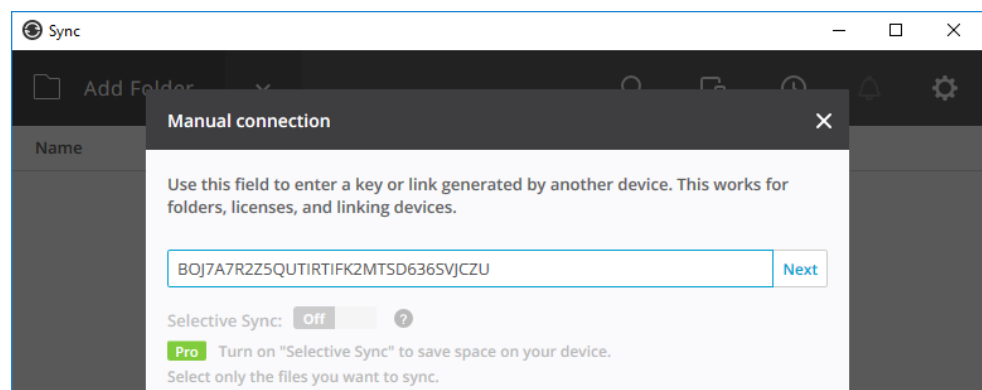 Sync
Add Folder
Manual connection
Name
Use this field to enter a key or link generated by another device. This works for
folders, licenses, and linking devices.
BOJ7A7R2Z5QUTIRTIFK2MTSD636SVJCZU
Next
Selective Sync: Off ?
Pro Turn on "Selective Sync" to save space on your device.
Select only the files you want to sync.